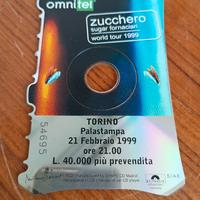 omnitel
zucchero
sugar fornaciari
world tour 1999
54695
TORINO
Palastampa
21 Febbraio 1999
ore 21.00
L. 40.000 più prevendita